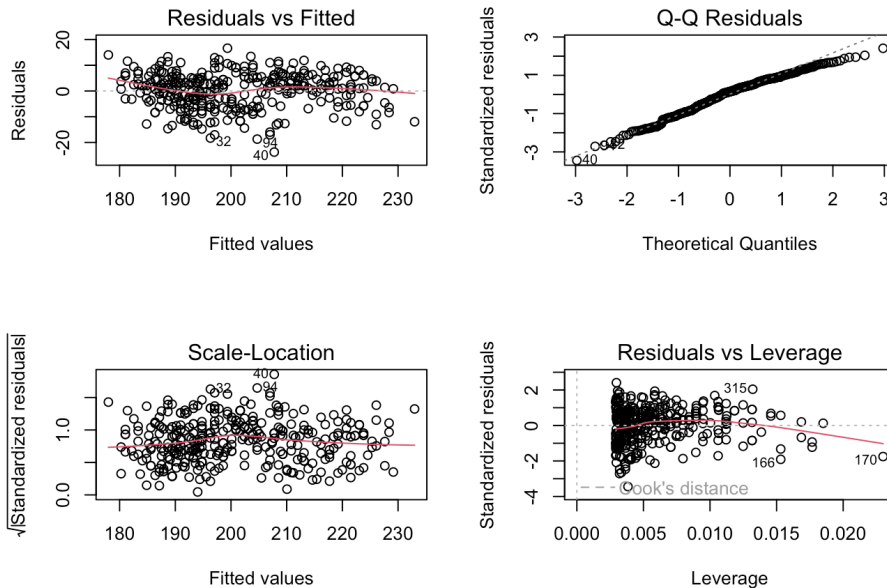 Residuals vs Fitted
Residuals
20
0
-20
32
94
40
180 190 200 210 220 230
Fitted values
Q-Q Residuals
Standardized residuals
3
1
-1
-3
40
-3 -2 -1 0 1 2 3
Theoretical Quantiles
Scale-Location
√|Standardized residuals|
1.0
0.0
32
40
94
180 190 200 210 220 230
Fitted values
Residuals vs Leverage
Standardized residuals
2
0
-2
-4
315
166
170
Cook's distance
0.000 0.005 0.010 0.015 0.020
Leverage